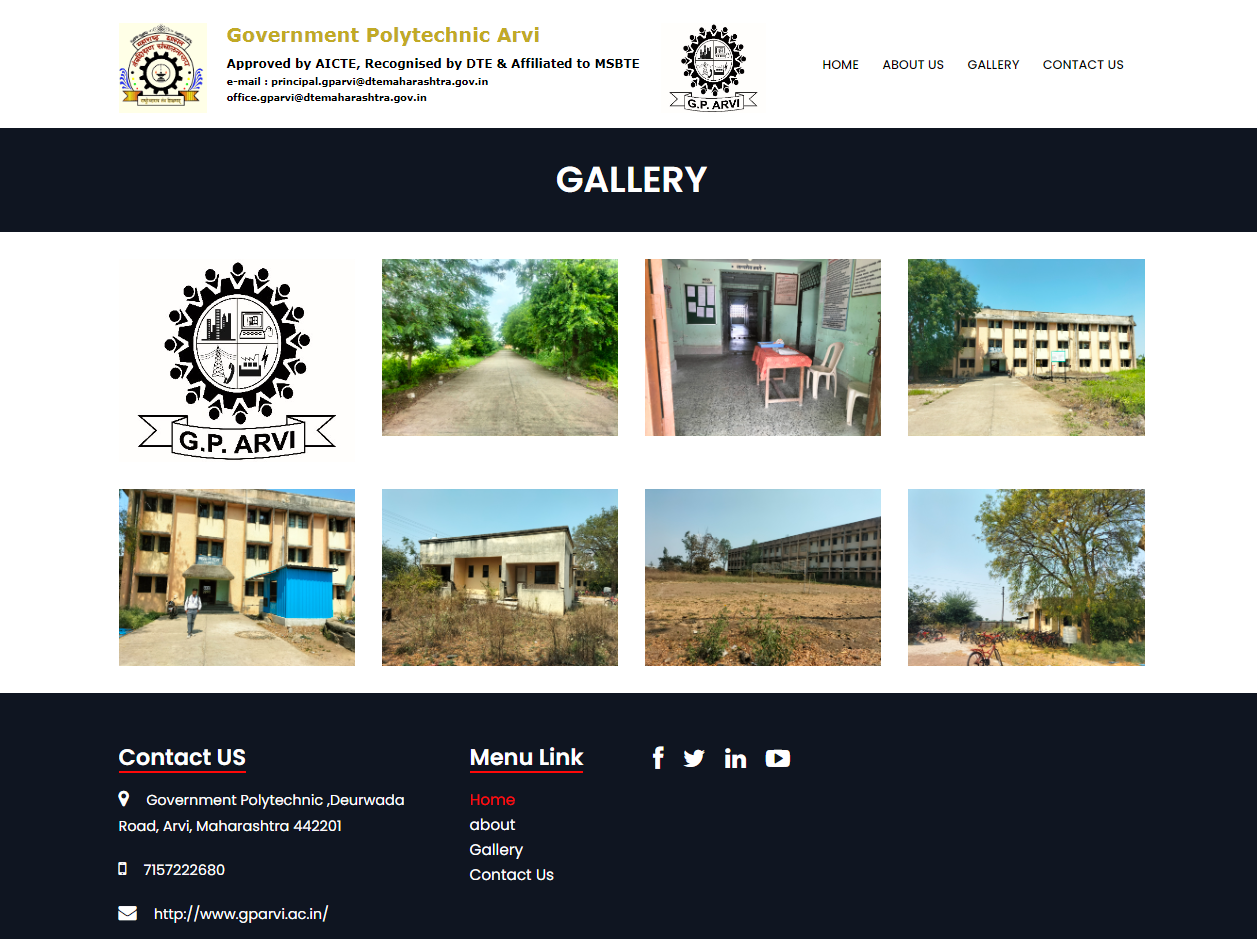 Government Polytechnic Arvi
Approved by AICTE, Recognised by DTE & Affiliated to MSBTE
e-mail : principal.gparvi@dtemaharashtra.gov.in
office.gparvi@dtemaharashtra.gov.in
G.P. ARVI
HOME ABOUT US GALLERY CONTACT US
GALLERY
G.P. ARVI
Contact US
Government Polytechnic ,Deurwada
Road, Arvi, Maharashtra 442201
7157222680
http://www.gparvi.ac.in/
Menu Link
Home
about
Gallery
Contact Us